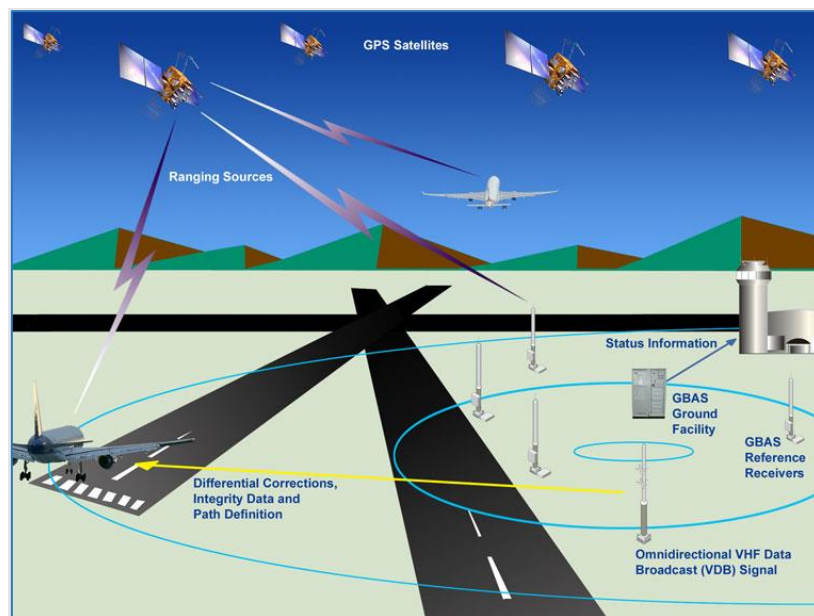 GPS Satellites
Ranging Sources
Status Information
GBAS
Ground
Facility
GBAS
Reference
Receivers
Differential Corrections,
Integrity Data and
Path Definition
Omnidirectional VHF Data
Broadcast (VDB) Signal